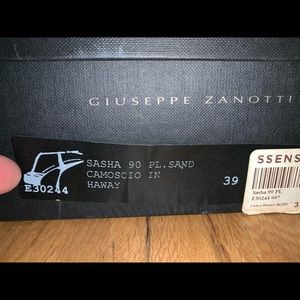 GIUSEPPE ZANOTTI
SASHA 90 PL.SAND
CAMOSCIO IN
HAWAY
39
E30244
SSENS
Sasha 90 PL
E30244 007